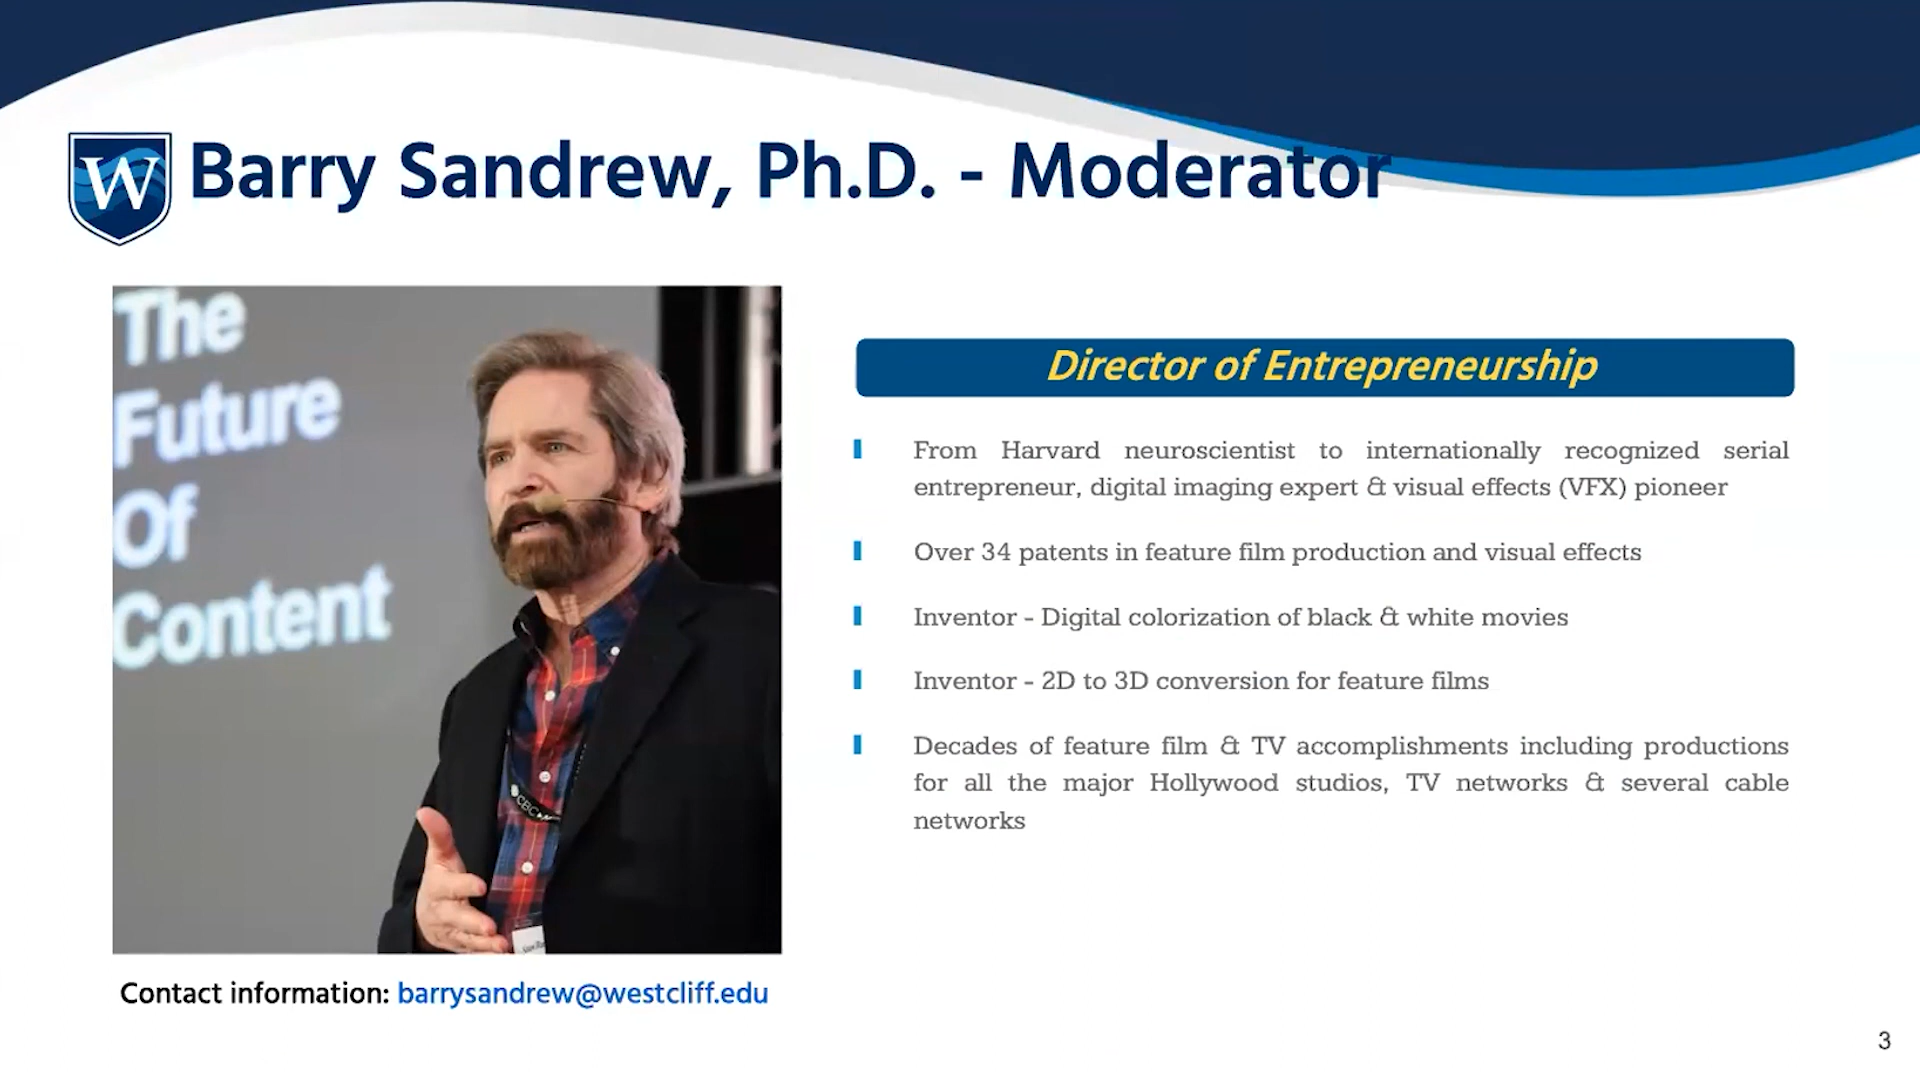 W Barry Sandrew, Ph.D. - Moderator
The
Future
Of
Content
CBC
Contact information: barrysandrew@westcliff.edu
Director of Entrepreneurship
From Harvard neuroscientist to internationally recognized serial
entrepreneur, digital imaging expert & visual effects (VFX) pioneer
Over 34 patents in feature film production and visual effects
Inventor - Digital colorization of black & white movies
Inventor - 2D to 3D conversion for feature films
Decades of feature film & TV accomplishments including productions
for all the major Hollywood studios, TV networks & several cable
networks
3